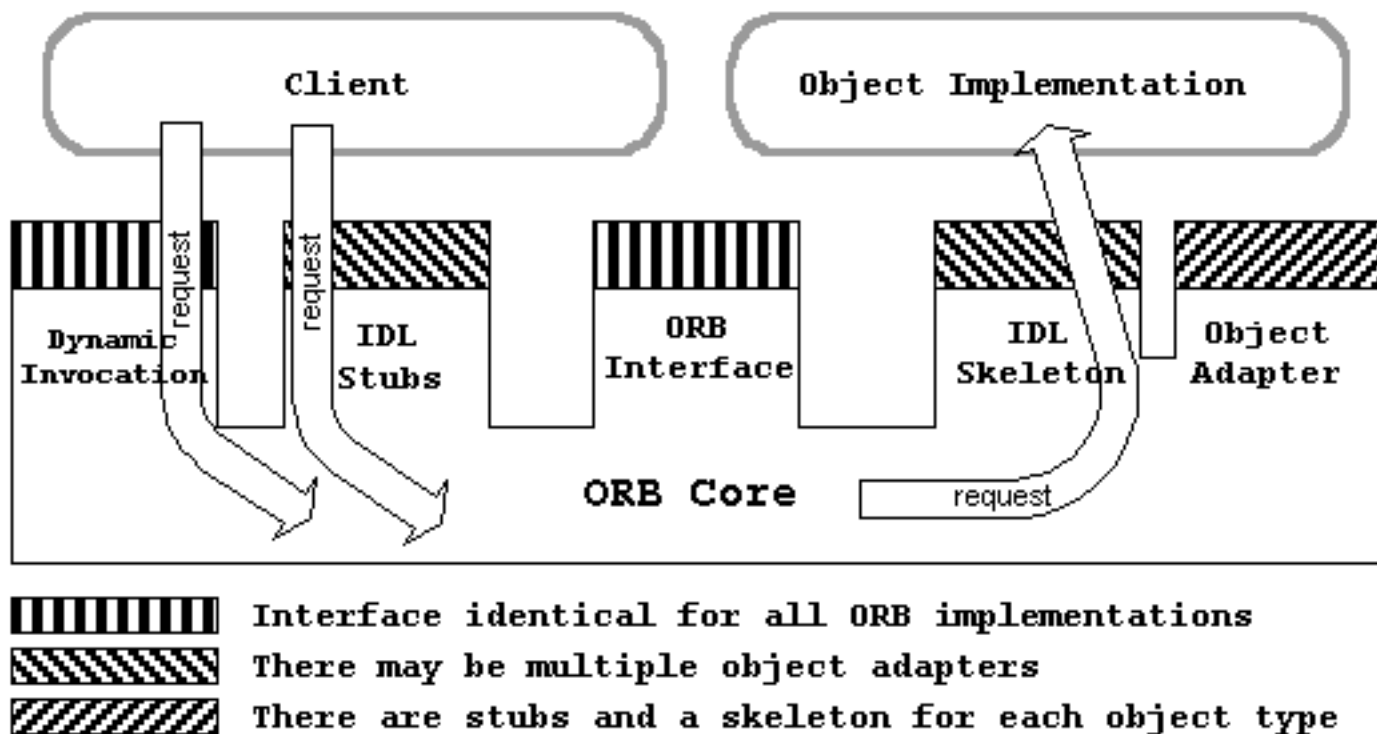 Client
Object Implementation
request
request
Dynamic
Invocation
IDL
Stubs
ORB
Interface
IDL
Skeleton
Object
Adapter
ORB Core
request
Interface identical for all ORB implementations
There may be multiple object adapters
There are stubs and a skeleton for each object type